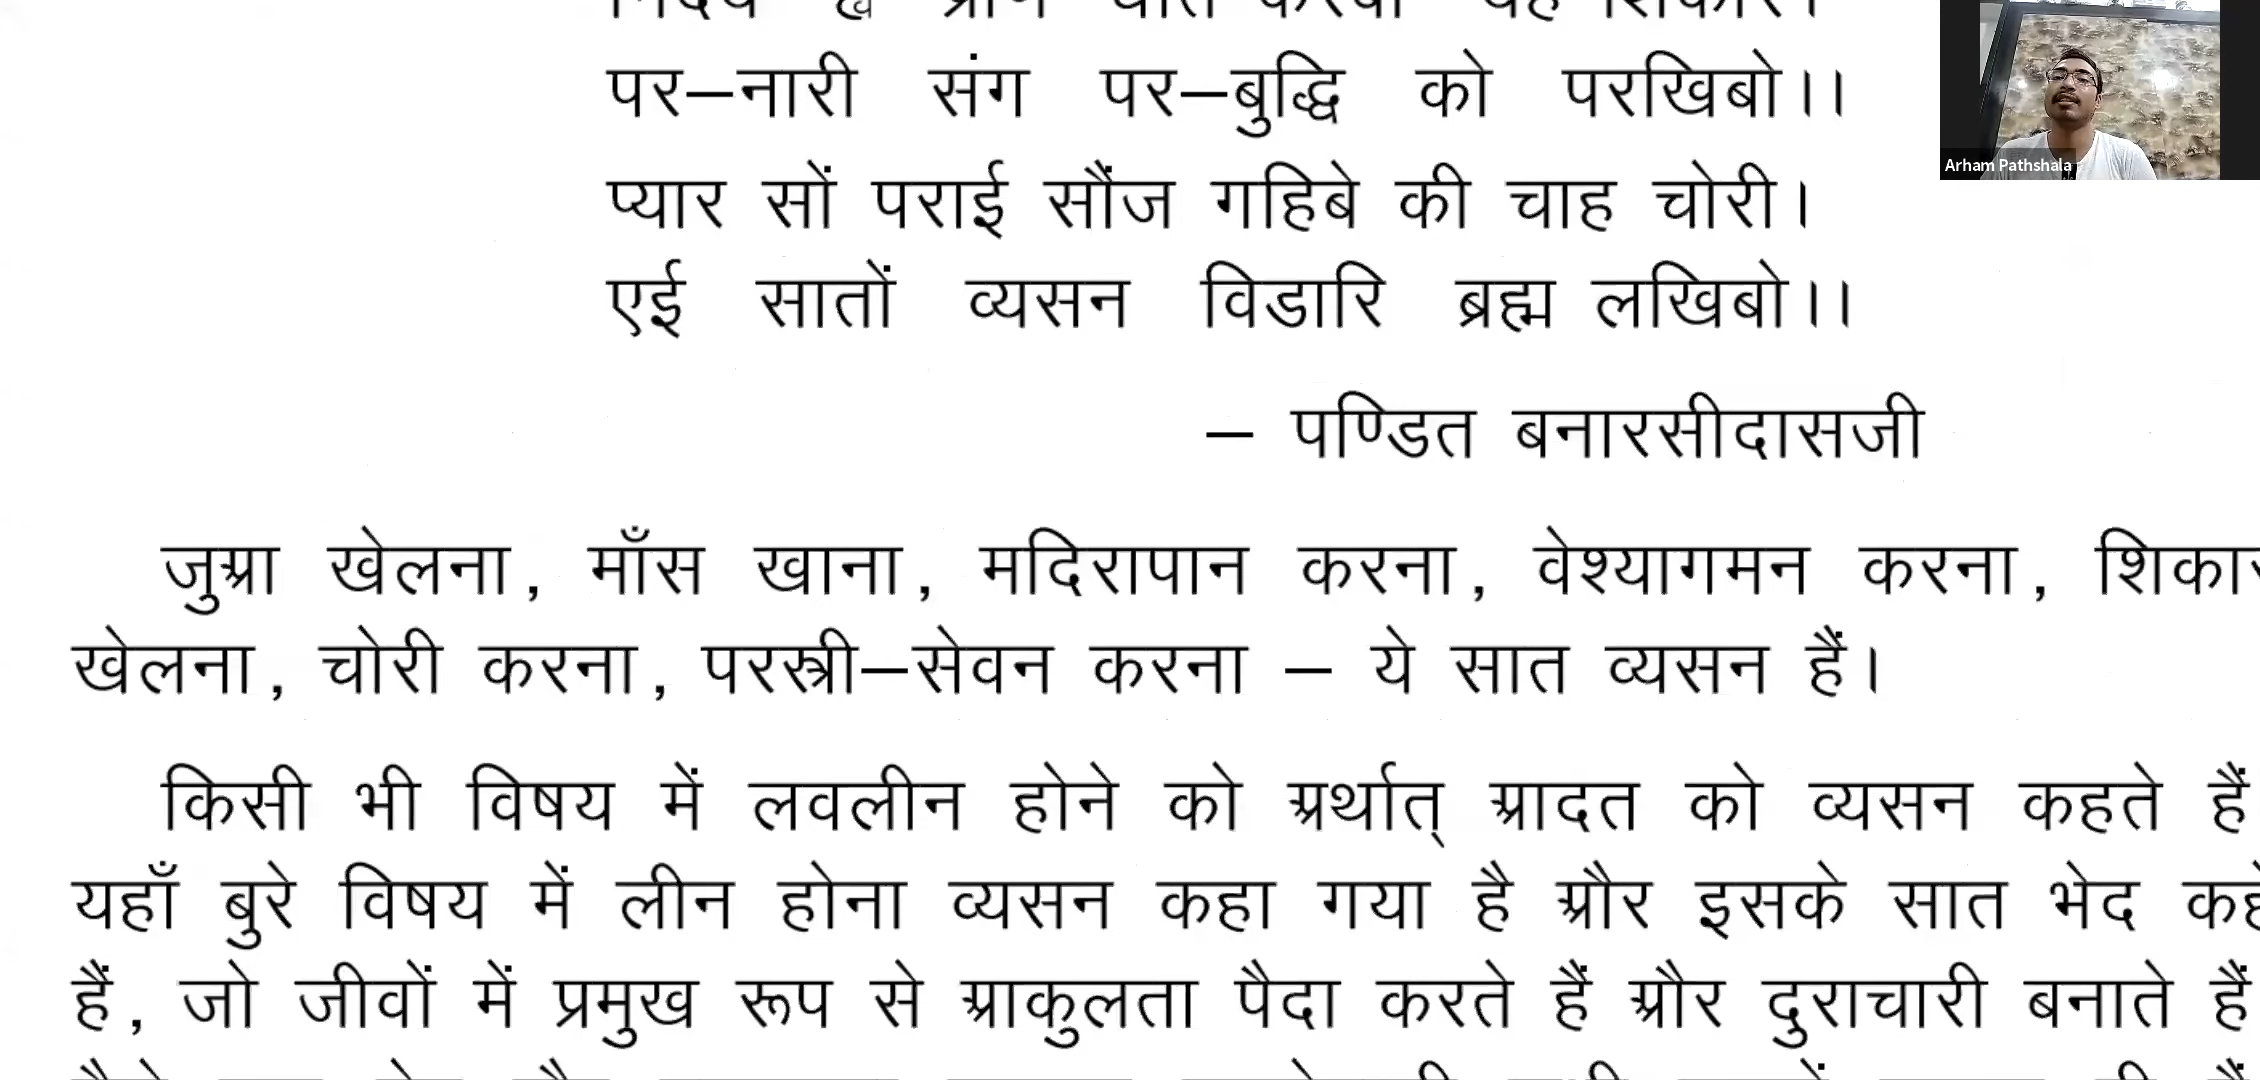 पर–नारी संग पर–बुद्धि को परखिबो।।
प्यार सों पराई सौंज गहिबे की चाह चोरी।
एई सातों व्यसन विडारि ब्रह्म लखिबो।।
– पण्डित बनारसीदासजी
जुआ खेलना, माँस खाना, मदिरापान करना, वेश्यागमन करना,
खेलना, चोरी करना, परस्त्री–सेवन करना – ये सात व्यसन हैं।
किसी भी विषय में लवलीन होने को अर्थात् आदत को व्यसन कहते हैं
यहाँ बुरे विषय में लीन होना व्यसन कहा गया है और इसके सात भेद
हैं, जो जीवों में प्रमुख रूप से आकुलता पैदा करते हैं और दुराचारी बनाते हैं
Arham Pathshala